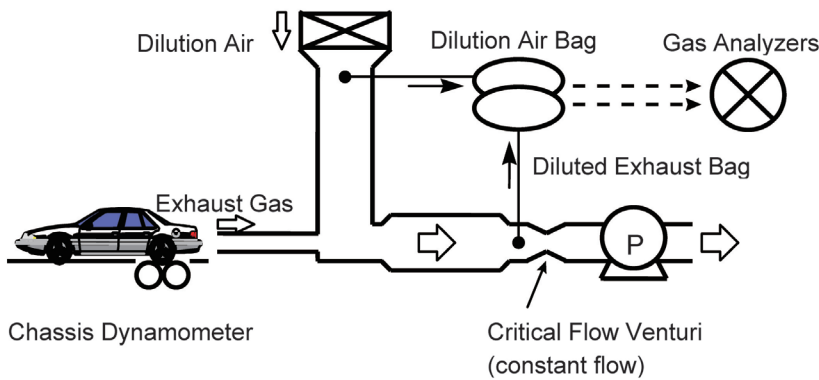 Dilution Air
Dilution Air Bag
Gas Analyzers
Diluted Exhaust Bag
Exhaust Gas
P
Chassis Dynamometer
Critical Flow Venturi
(constant flow)